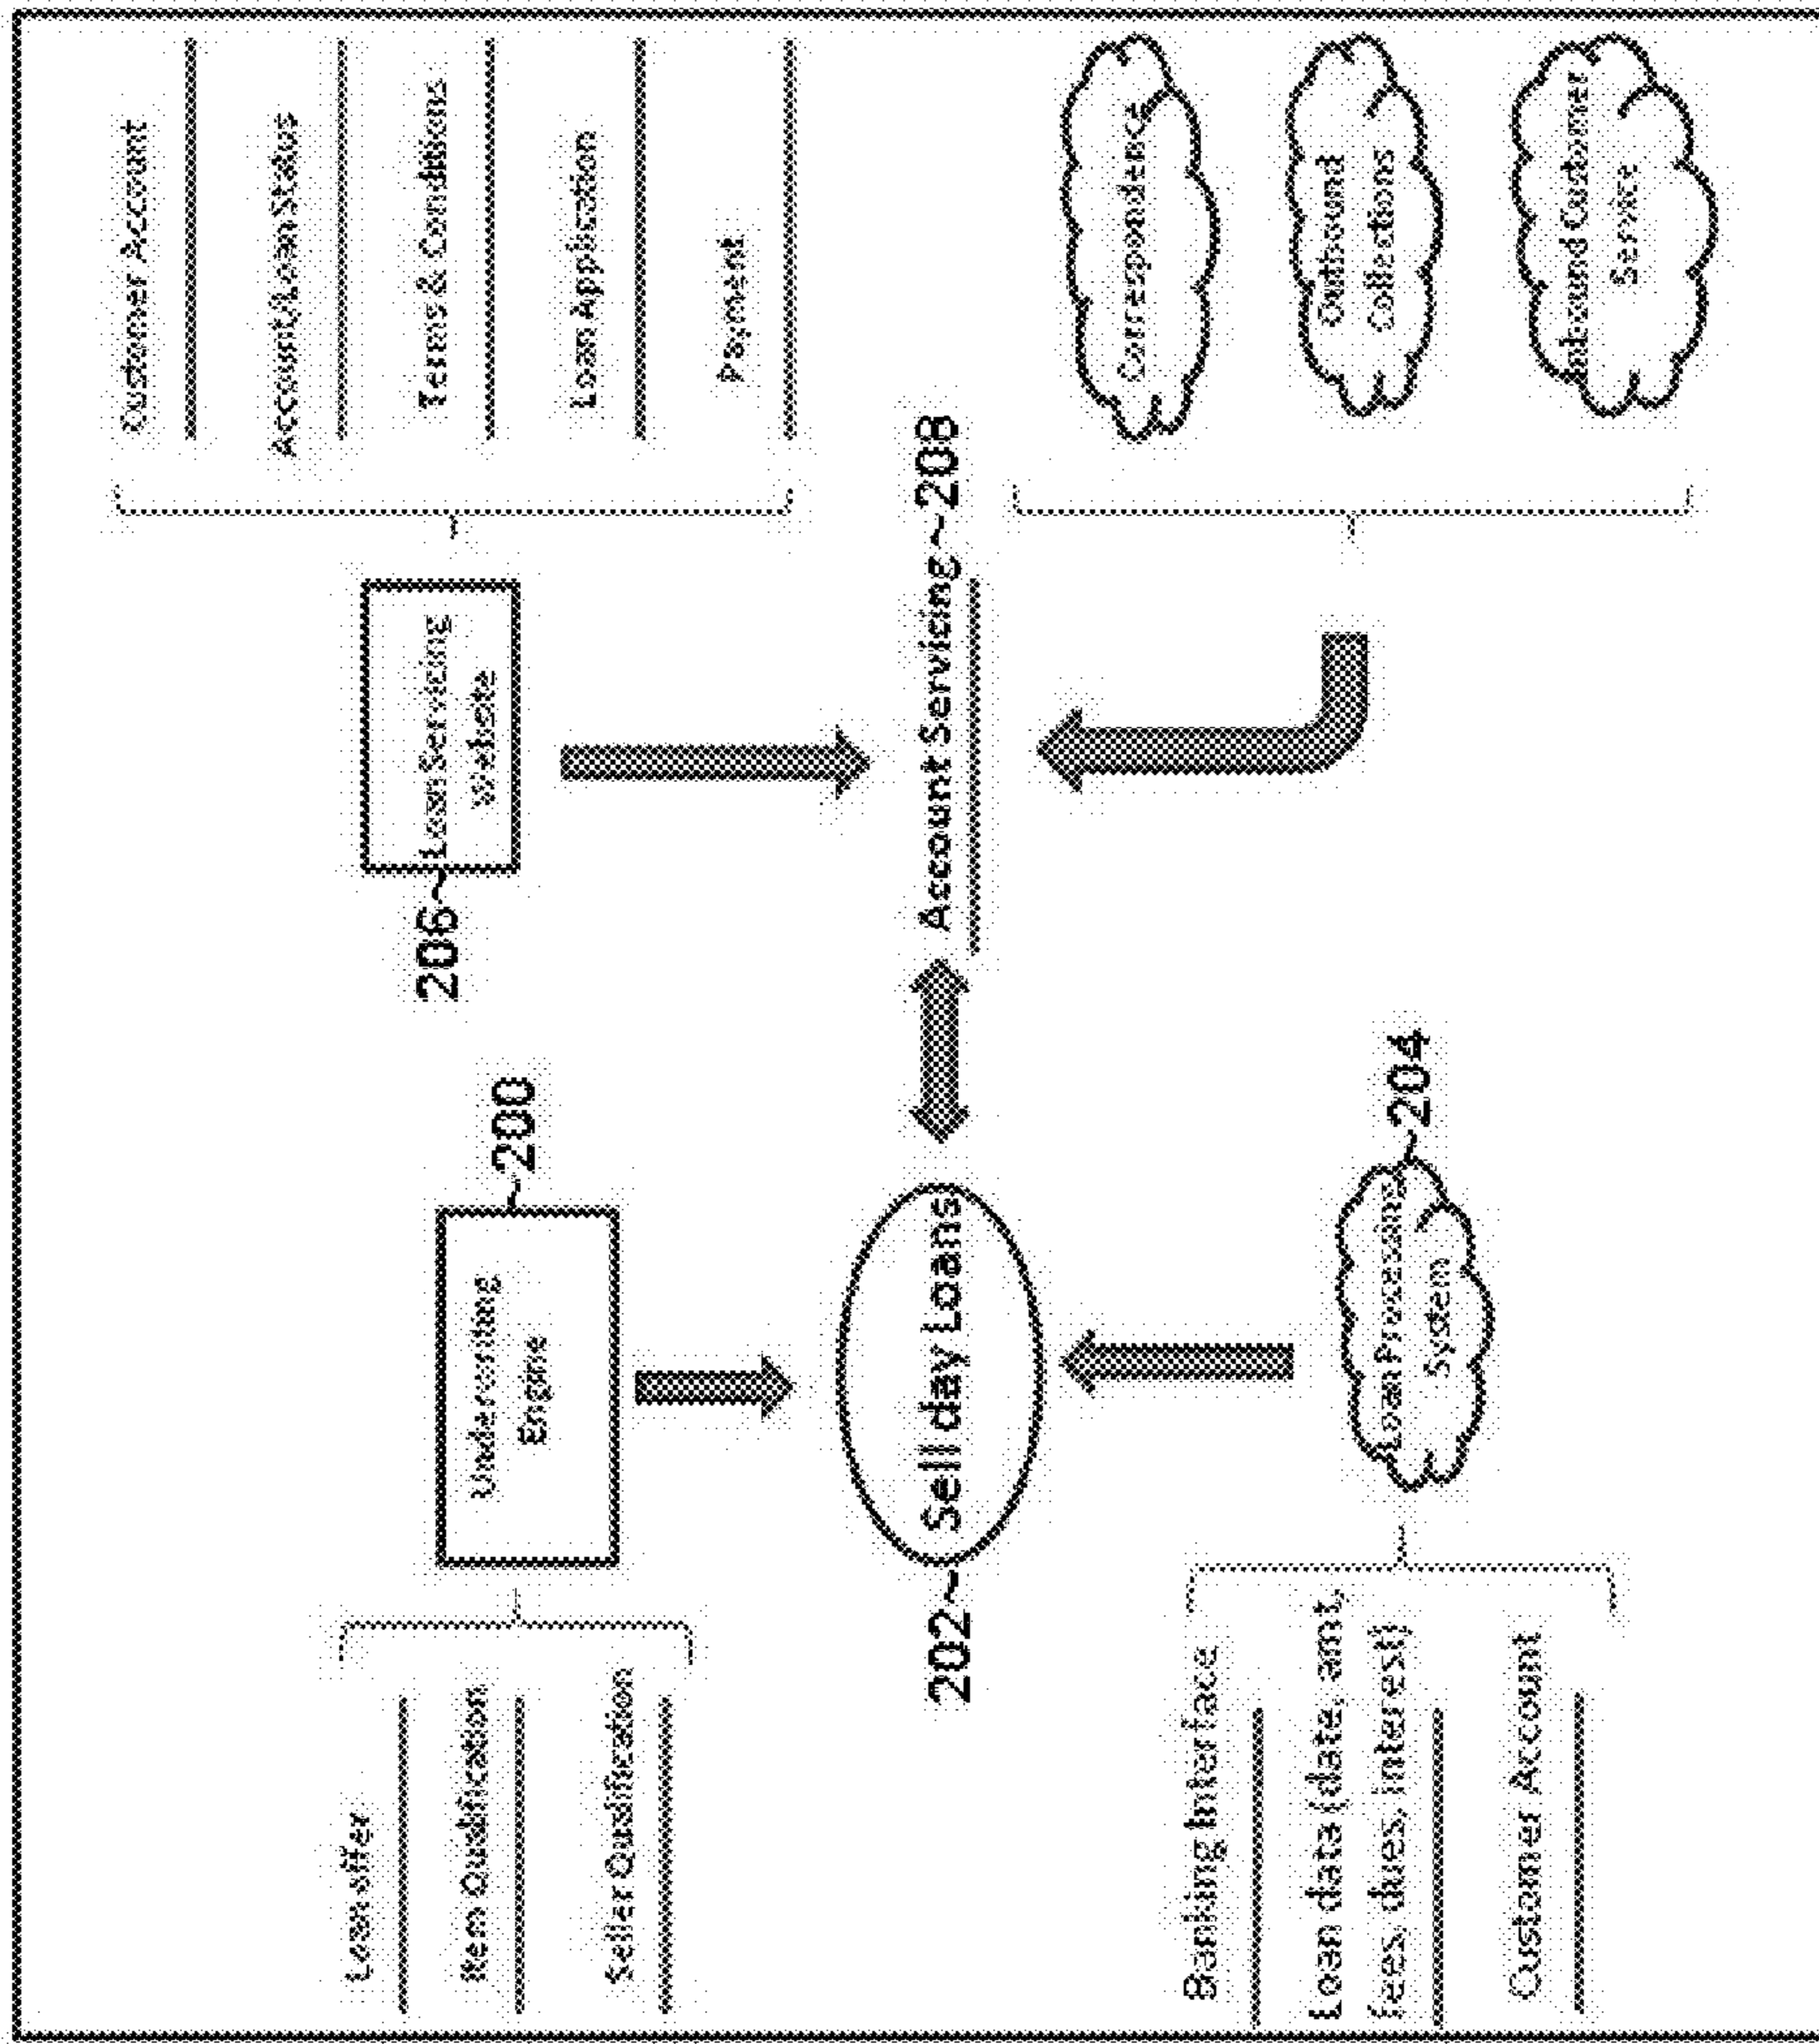 Loan offer
Item Qualification
Seller Qualification
Underwriting
Engine
~200
206~
Loan Servicing
Website
Customer Account
Account/Loan Status
Terms & Conditions
Loan Application
Payment
202~
Sell day Loans
Account Servicing ~208
Banking Interface
Loan data (date, amt,
fees, dues, interest)
Customer Account
Loan Processing
System
~204
Correspondence
Outbound
Collections
Inbound Customer
Service